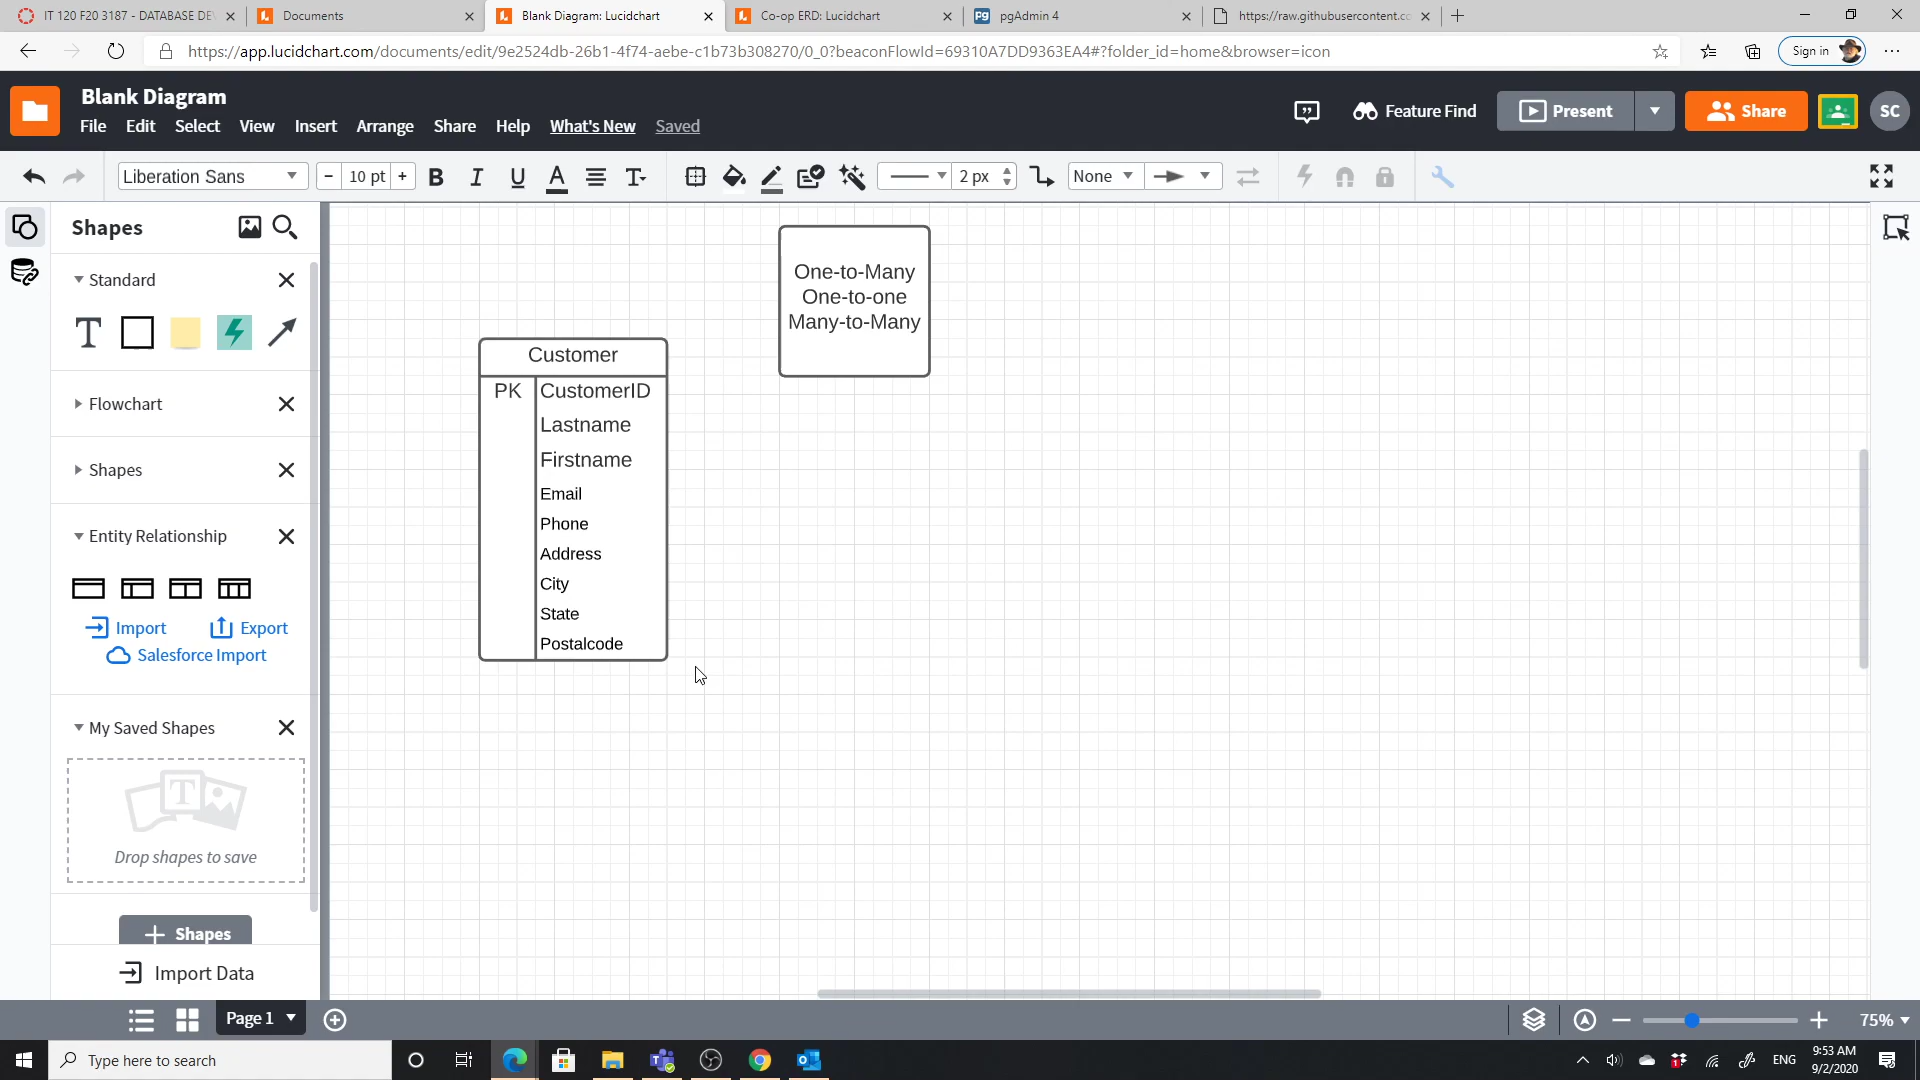 IT 120 F20 3187 - DATABASE DE
Documents
Blank Diagram: Lucidchart
Co-op ERD: Lucidchart
pgAdmin 4
https://raw.githubusercontent.cc
https://app.lucidchart.com/documents/edit/9e2524db-26b1-4f74-aebe-c1b73b308270/0_0?beaconFlowId=69310A7DD9363EA4#?folder_id=home&browser=icon
Sign in
Blank Diagram
File Edit Select View Insert Arrange Share Help What's New Saved
Feature Find
Present
Share
SC
Liberation Sans
- 10 pt +
B I U A T
2 px
None
Shapes
Standard
T
Flowchart
Shapes
Entity Relationship
Import
Export
Salesforce Import
My Saved Shapes
T
Drop shapes to save
+ Shapes
Import Data
One-to-Many
One-to-one
Many-to-Many
Customer
PK CustomerID
Lastname
Firstname
Email
Phone
Address
City
State
Postalcode
Page 1
75%
Type here to search
ENG
9:53 AM
9/2/2020